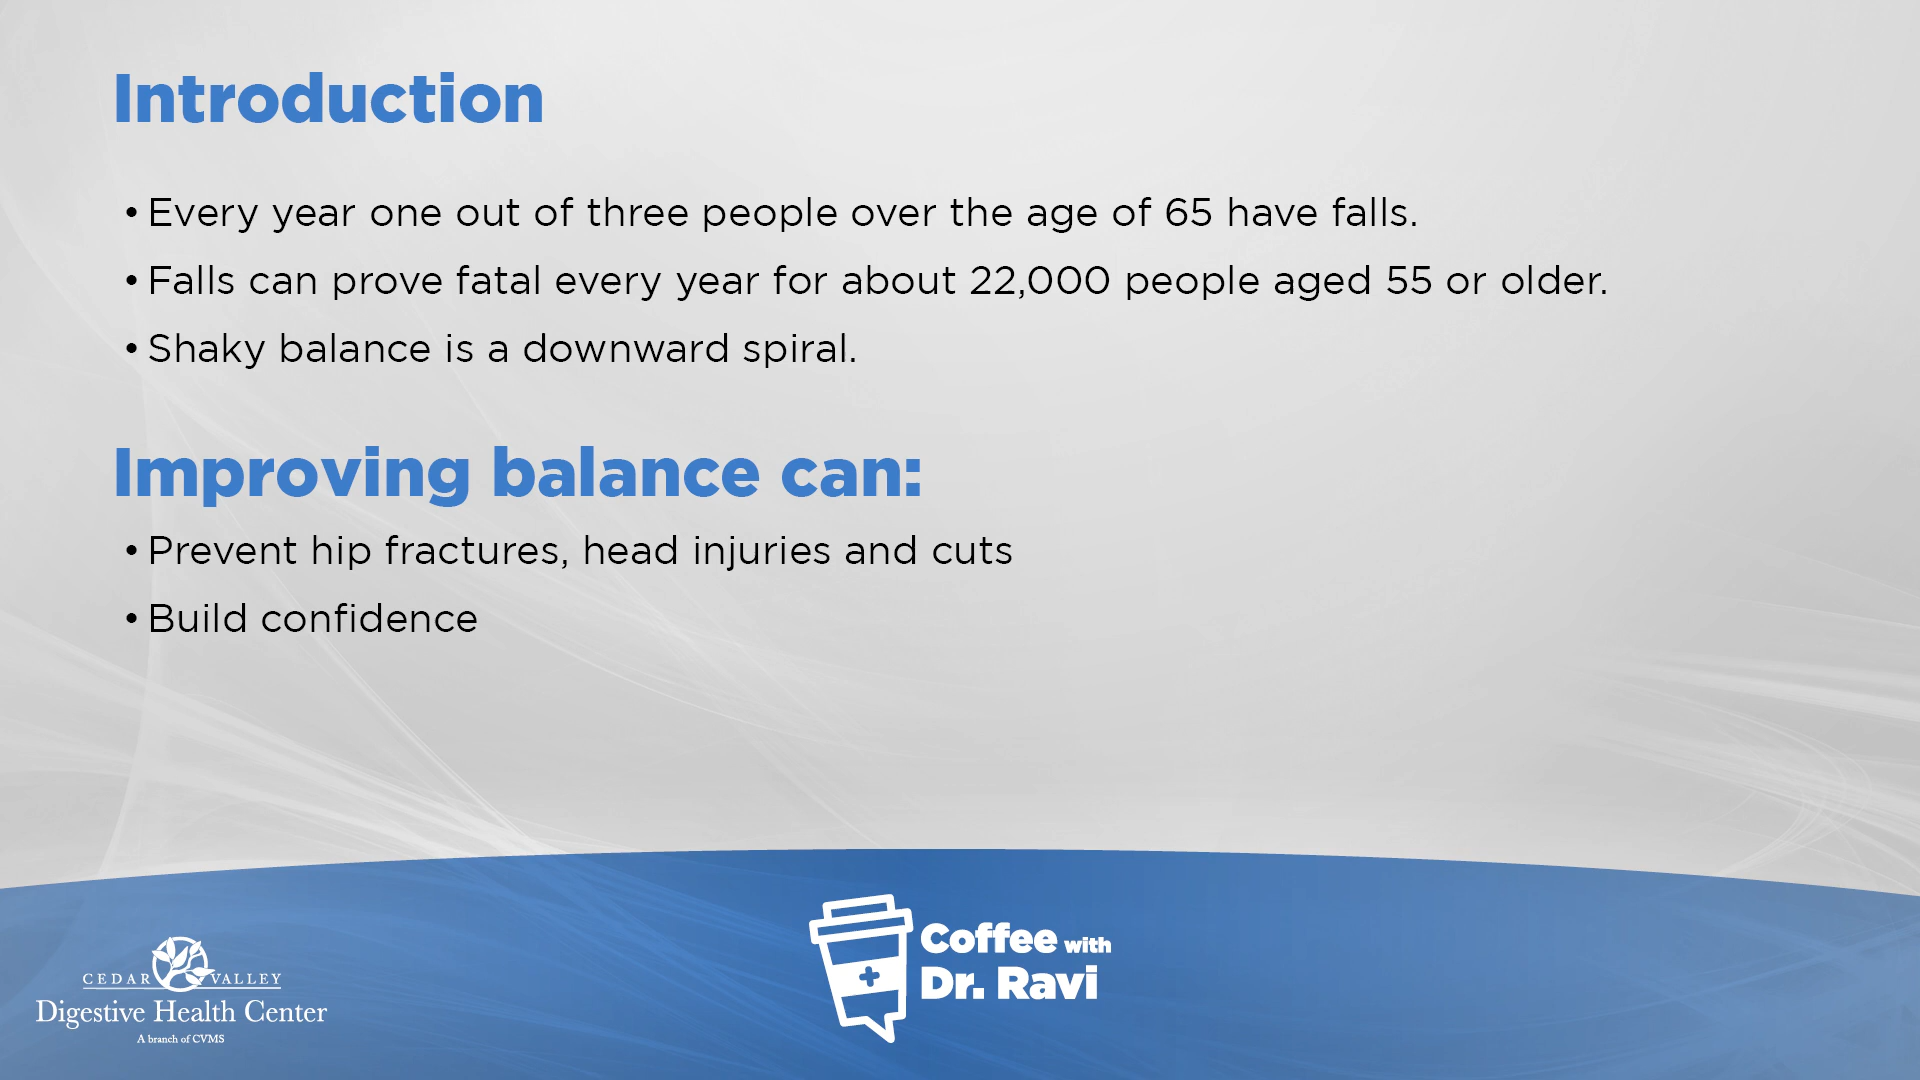 Introduction
• Every year one out of three people over the age of 65 have falls.
• Falls can prove fatal every year for about 22,000 people aged 55 or older.
• Shaky balance is a downward spiral.
Improving balance can:
• Prevent hip fractures, head injuries and cuts
• Build confidence
CEDAR VALLEY
Digestive Health Center
A branch of CVMS
Coffee with
Dr. Ravi